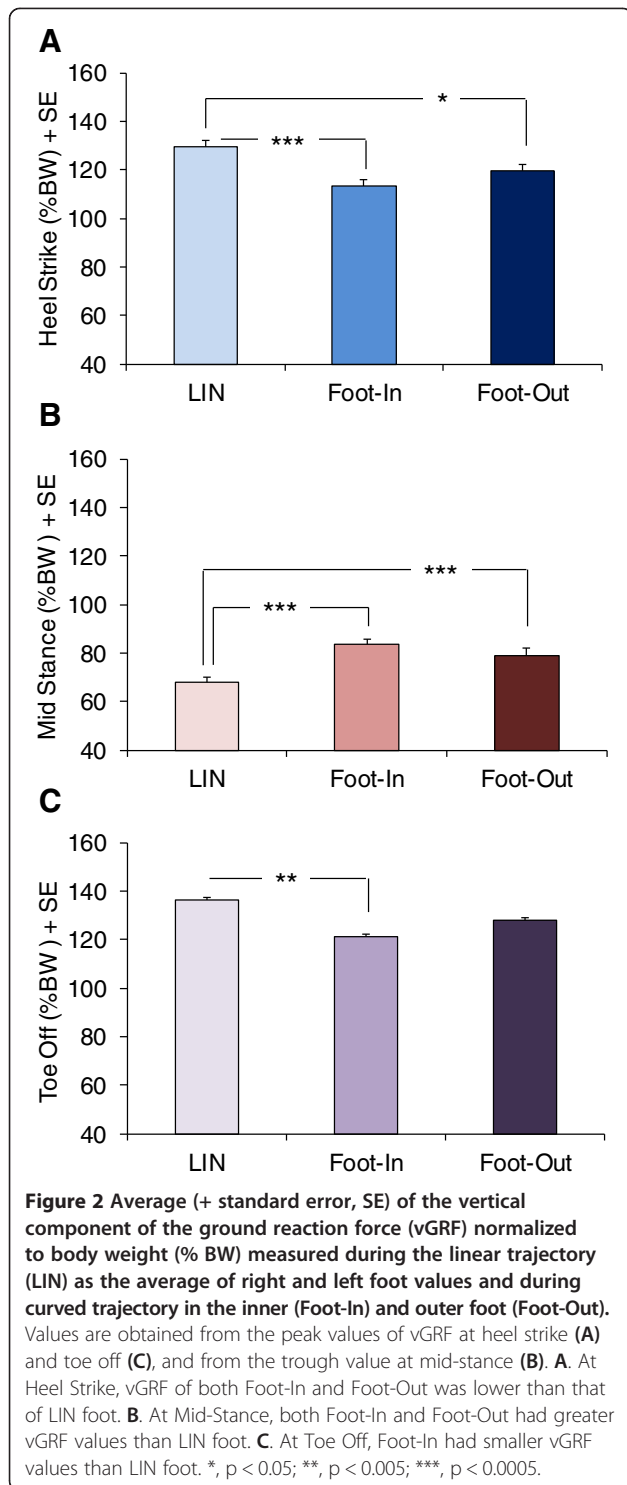 A
160
140
120
100
80
60
40
Heel Strike (%BW) + SE
*
***
LIN Foot-In Foot-Out
B
160
140
120
100
80
60
40
Mid Stance (%BW) + SE
***
***
LIN Foot-In Foot-Out
C
160
140
120
100
80
60
40
Toe Off (%BW ) + SE
**
LIN Foot-In Foot-Out
Figure 2 Average (+ standard error, SE) of the vertical
component of the ground reaction force (vGRF) normalized
to body weight (% BW) measured during the linear trajectory
(LIN) as the average of right and left foot values and during
curved trajectory in the inner (Foot-In) and outer foot (Foot-Out).
Values are obtained from the peak values of vGRF at heel strike (A)
and toe off (C), and from the trough value at mid-stance (B). A. At
Heel Strike, vGRF of both Foot-In and Foot-Out was lower than that
of LIN foot. B. At Mid-Stance, both Foot-In and Foot-Out had greater
vGRF values than LIN foot. C. At Toe Off, Foot-In had smaller vGRF
values than LIN foot. *, p < 0.05; **, p < 0.005; ***, p < 0.0005.